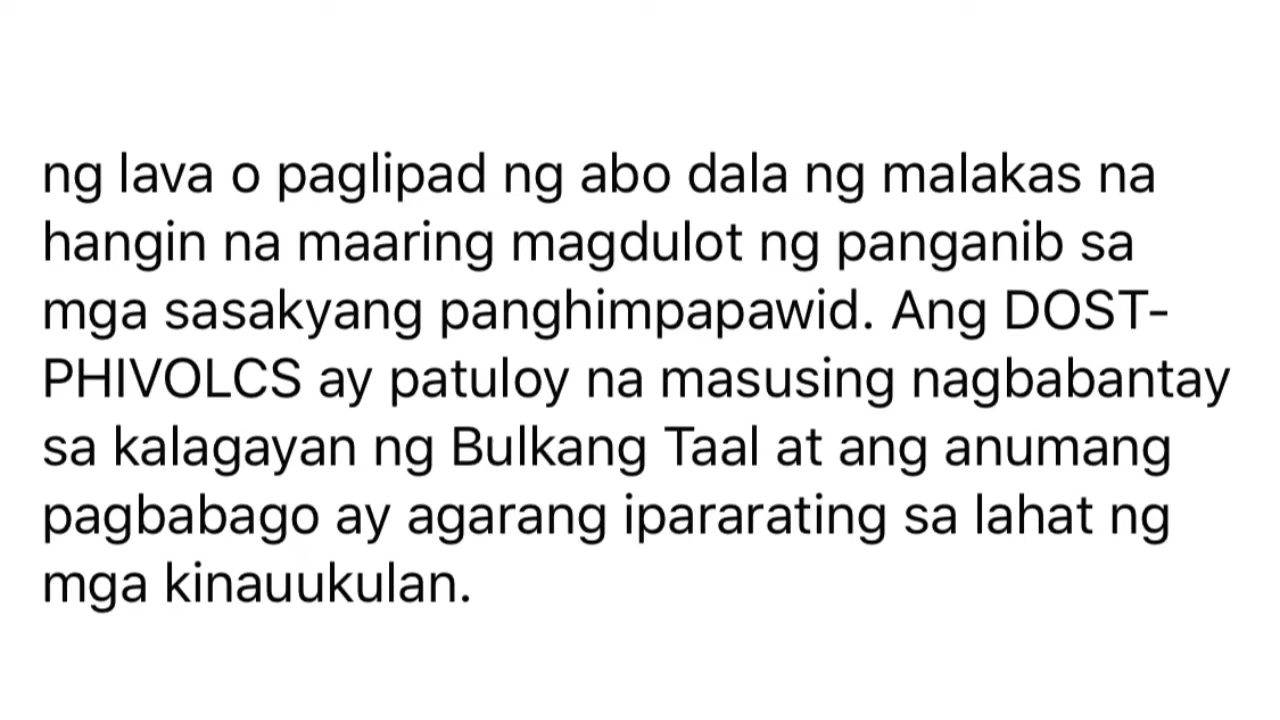 ng lava o paglipad ng abo dala ng malakas na
hangin na maaring magdulot ng panganib sa
mga sasakyang panghimpapawid. Ang DOST-
PHIVOLCS ay patuloy na masusing nagbabantay
sa kalagayan ng Bulkang Taal at ang anumang
pagbabago ay agarang ipararating sa lahat ng
mga kinauukulan.